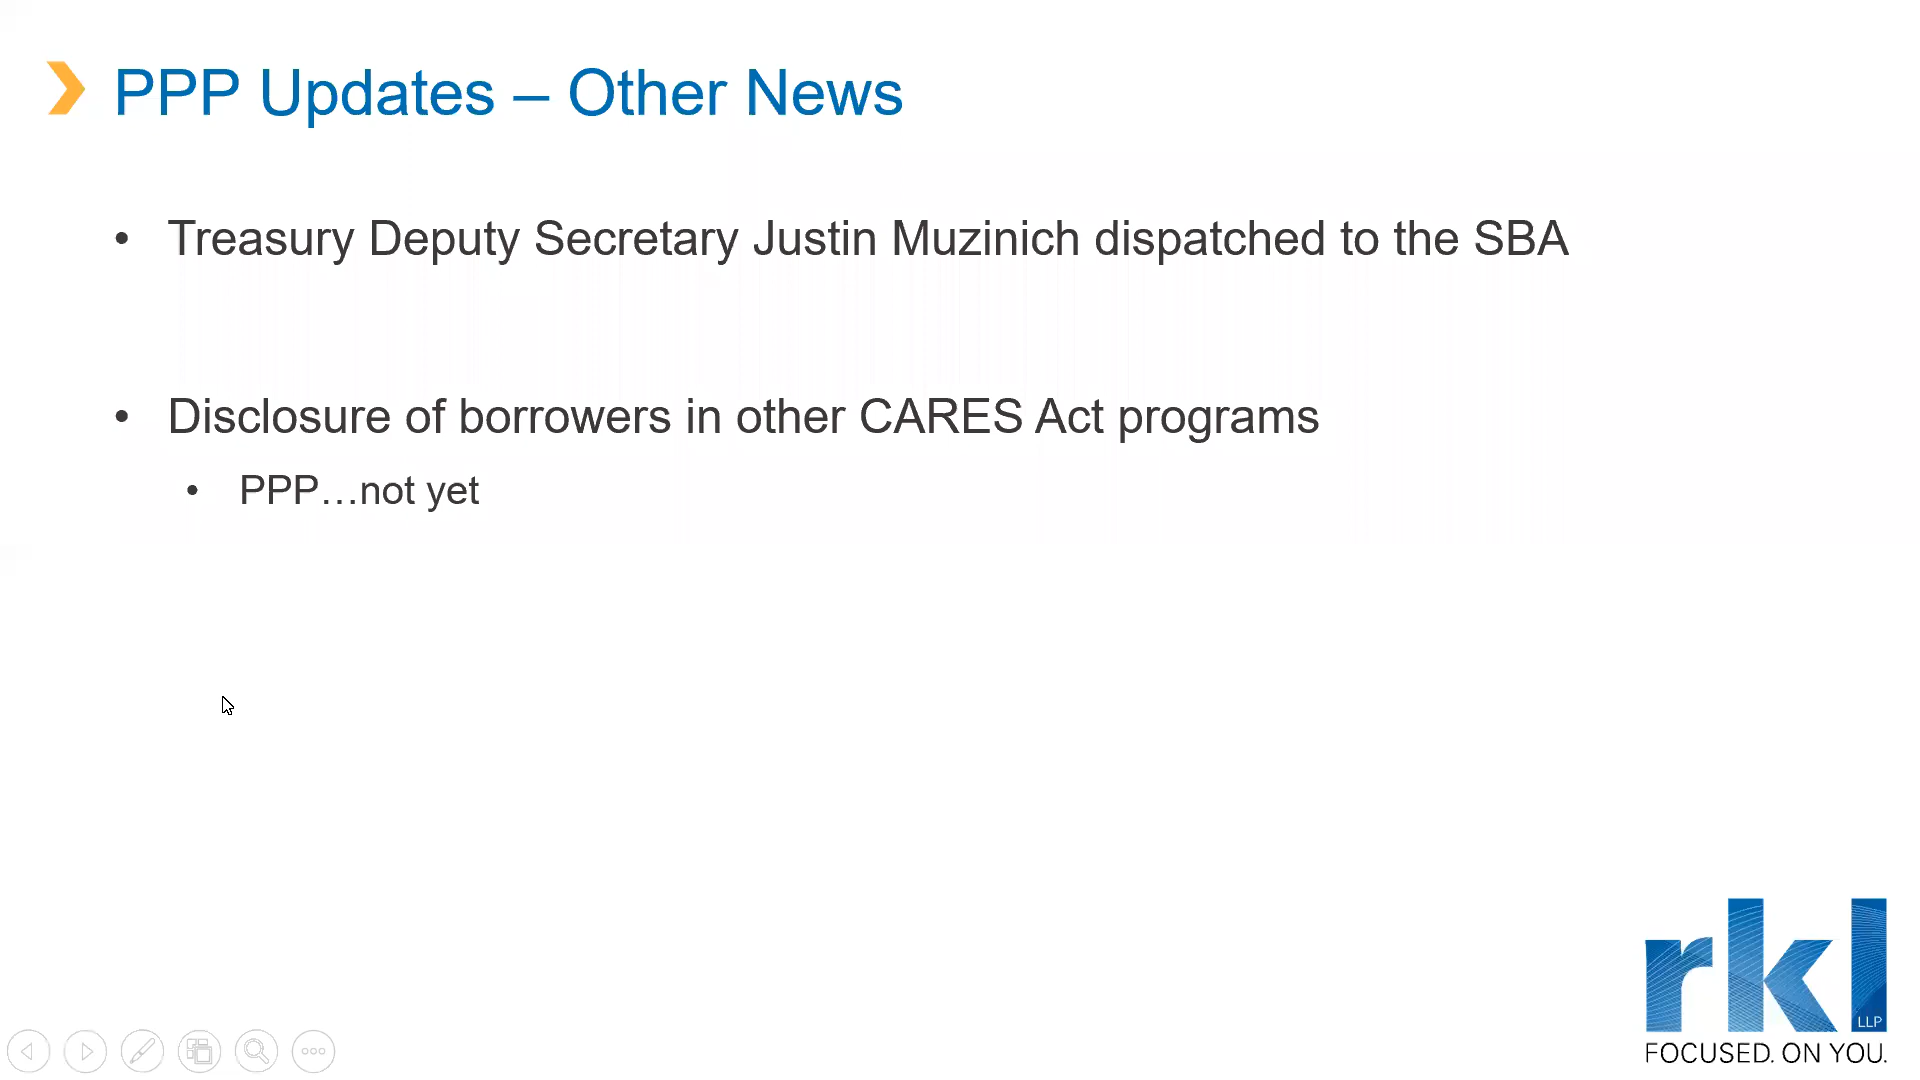 PPP Updates – Other News
• Treasury Deputy Secretary Justin Muzinich dispatched to the SBA
• Disclosure of borrowers in other CARES Act programs
• PPP…not yet
rkl
LLP
FOCUSED. ON YOU.